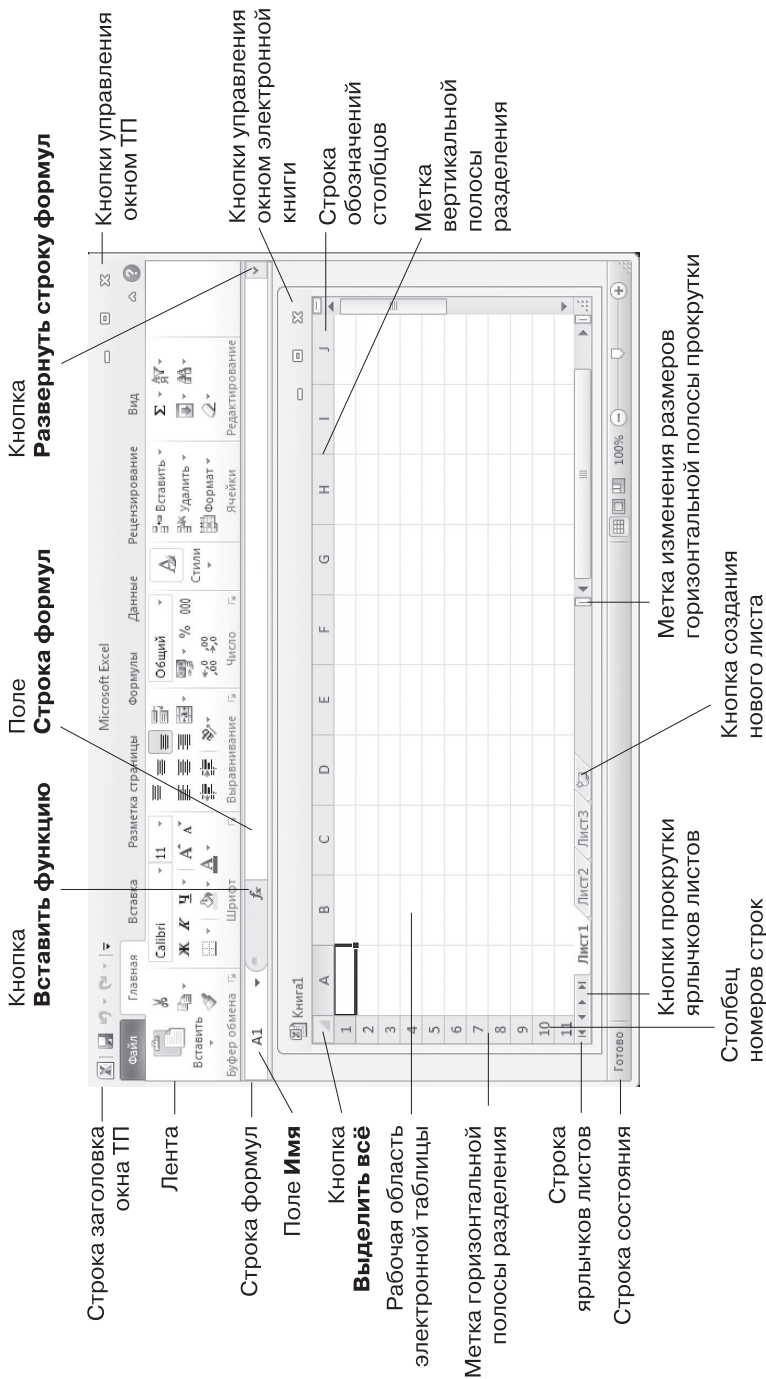 Кнопка
Вставить функцию
Поле
Строка формул
Кнопка
Развернуть строку формул
Строка заголовка
окна ТП
Лента
Строка формул
Поле Имя
Кнопка
Выделить всё
Рабочая область
электронной таблицы
Метка горизонтальной
полосы разделения
Строка
ярлычков листов
Строка состояния
Microsoft Excel
Файл Главная Вставка Разметка страницы Формулы Данные Рецензирование Вид
Вставить
Буфер обмена
Calibri 11
Ж К Ч
Шрифт
Выравнивание
Общий
% 000
Число
Стили
Вставить
Удалить
Формат
Ячейки
Σ
Редактирование
A1 fx
Книга1
A B C D E F G H I J
1
2
3
4
5
6
7
8
9
10
11
Лист1 Лист2 Лист3
Готово 100%
Кнопки управления
окном ТП
Кнопки управления
окном электронной
книги
Строка
обозначений
столбцов
Метка
вертикальной
полосы
разделения
Столбец
номеров строк
Кнопки прокрутки
ярлычков листов
Кнопка создания
нового листа
Метка изменения размеров
горизонтальной полосы прокрутки